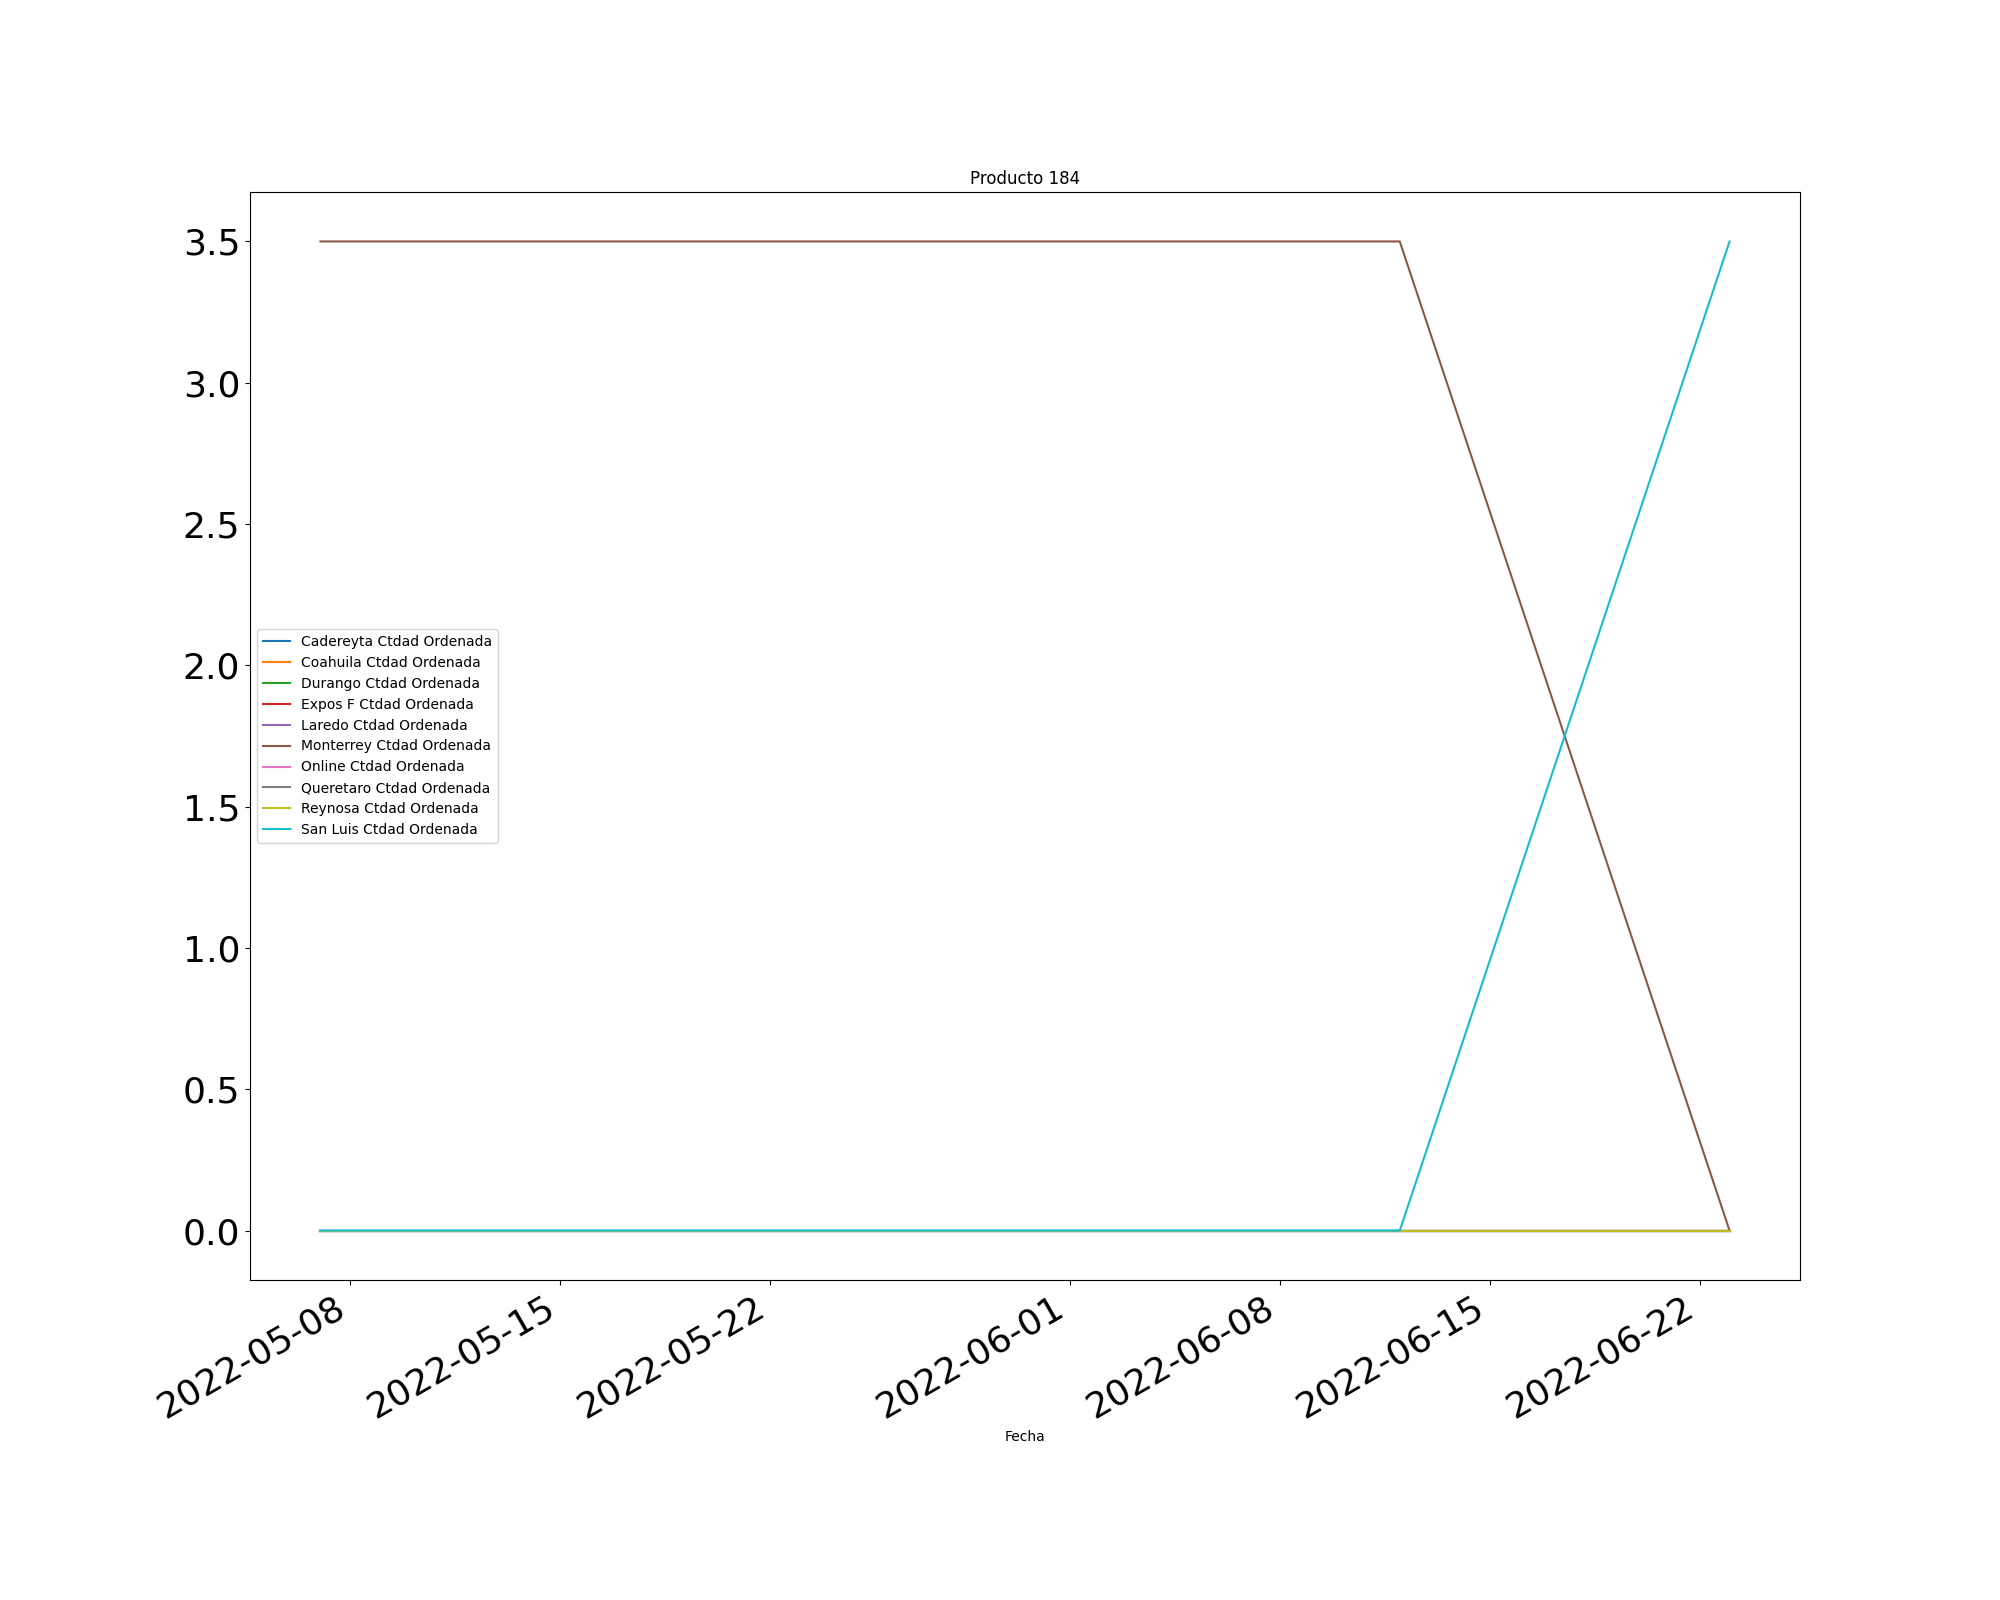 Producto 184
3.5
3.0
2.5
2.0
1.5
1.0
0.5
0.0
Cadereyta Ctdad Ordenada
Coahuila Ctdad Ordenada
Durango Ctdad Ordenada
Expos F Ctdad Ordenada
Laredo Ctdad Ordenada
Monterrey Ctdad Ordenada
Online Ctdad Ordenada
Queretaro Ctdad Ordenada
Reynosa Ctdad Ordenada
San Luis Ctdad Ordenada
2022-05-08
2022-05-15
2022-05-22
2022-06-01
2022-06-08
2022-06-15
2022-06-22
Fecha